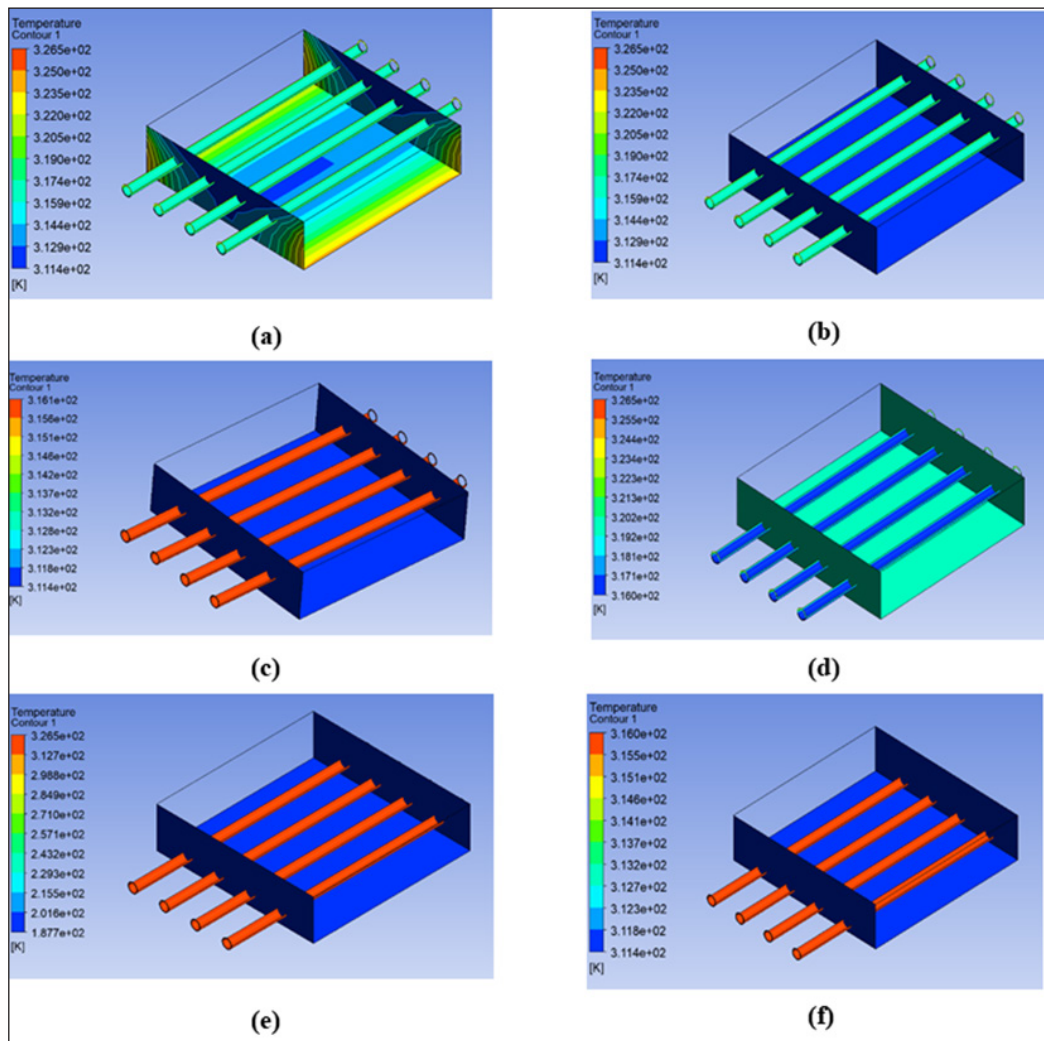 Temperature
Contour 1
3.265e+02
3.250e+02
3.235e+02
3.220e+02
3.205e+02
3.190e+02
3.174e+02
3.159e+02
3.144e+02
3.129e+02
3.114e+02
[K]
(a)
Temperature
Contour 1
3.265e+02
3.250e+02
3.235e+02
3.220e+02
3.205e+02
3.190e+02
3.174e+02
3.159e+02
3.144e+02
3.129e+02
3.114e+02
[K]
(b)
Temperature
Contour 1
3.161e+02
3.156e+02
3.151e+02
3.146e+02
3.142e+02
3.137e+02
3.132e+02
3.128e+02
3.123e+02
3.118e+02
3.114e+02
[K]
(c)
Temperature
Contour 1
3.265e+02
3.255e+02
3.244e+02
3.234e+02
3.223e+02
3.213e+02
3.202e+02
3.192e+02
3.181e+02
3.171e+02
3.160e+02
[K]
(d)
Temperature
Contour 1
3.265e+02
3.127e+02
2.988e+02
2.849e+02
2.710e+02
2.571e+02
2.432e+02
2.293e+02
2.155e+02
2.016e+02
1.877e+02
[K]
(e)
Temperature
Contour 1
3.160e+02
3.155e+02
3.151e+02
3.146e+02
3.141e+02
3.137e+02
3.132e+02
3.127e+02
3.123e+02
3.118e+02
3.114e+02
[K]
(f)